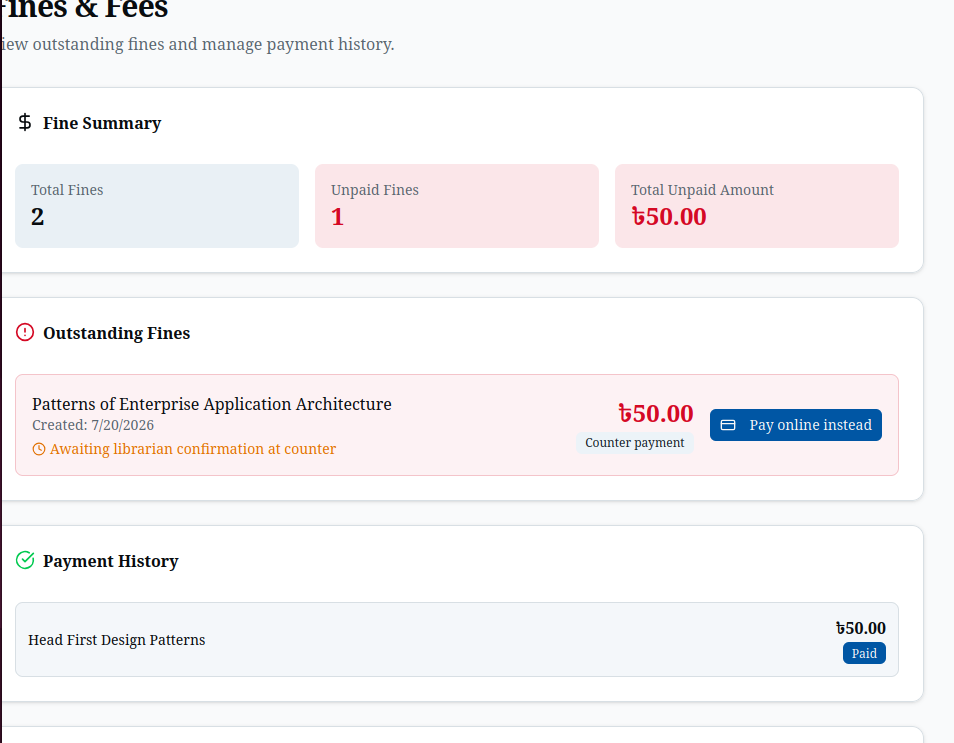 Fines & Fees
iew outstanding fines and manage payment history.
Fine Summary
Total Fines
2
Unpaid Fines
1
Total Unpaid Amount
৳50.00
Outstanding Fines
Patterns of Enterprise Application Architecture
Created: 7/20/2026
Awaiting librarian confirmation at counter
৳50.00
Counter payment
Pay online instead
Payment History
Head First Design Patterns
৳50.00
Paid